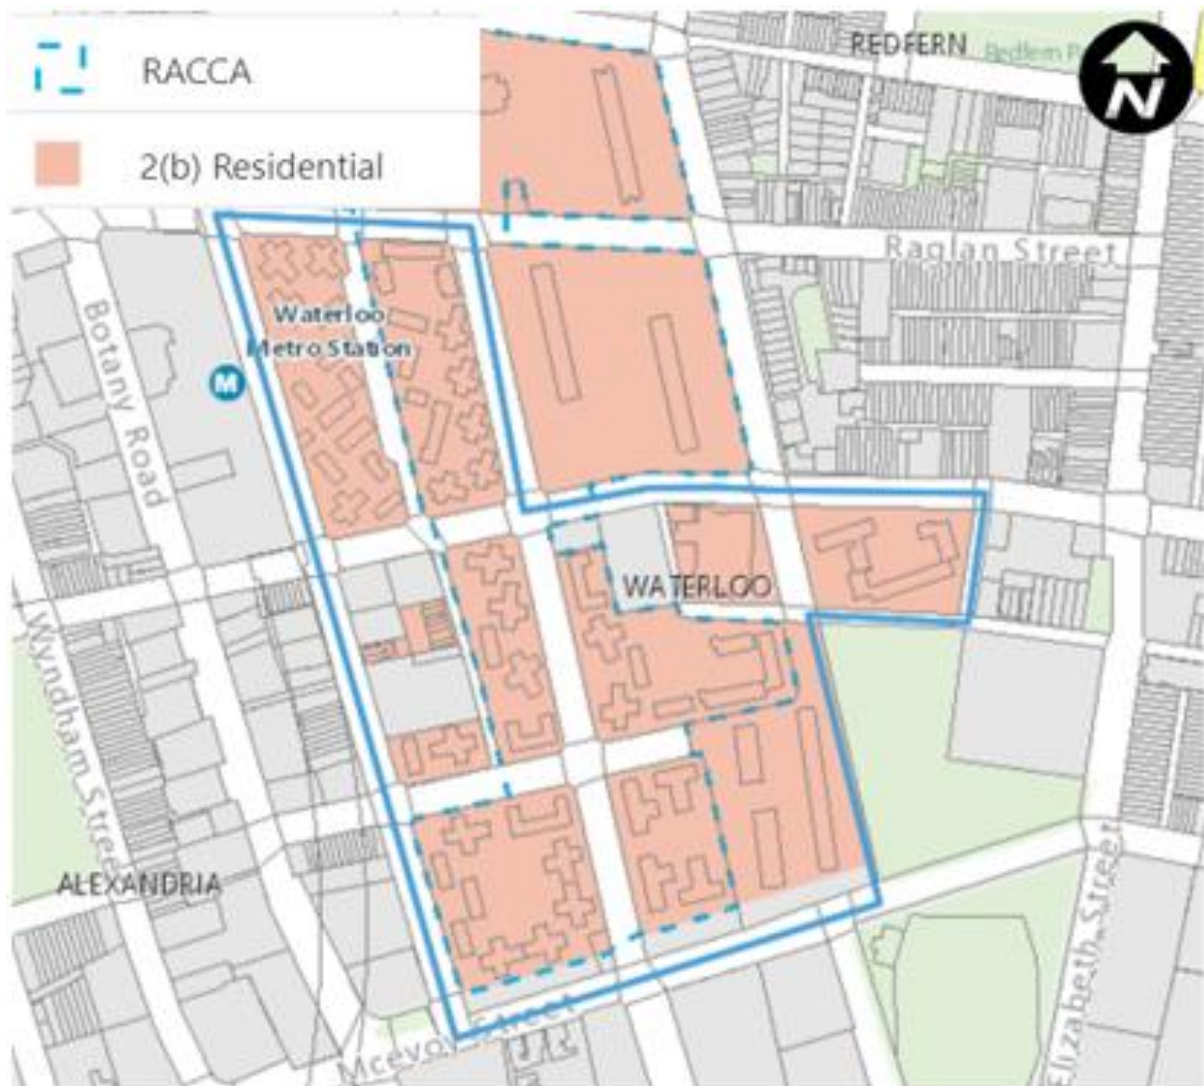 RACCA
2(b) Residential
REDFERN
Redfern P
N
Raglan Street
Waterloo
Metro Station
M
Botany Road
WATERLOO
Wyndham Street
ALEXANDRIA
Elizabeth Street
Mcevoy Street